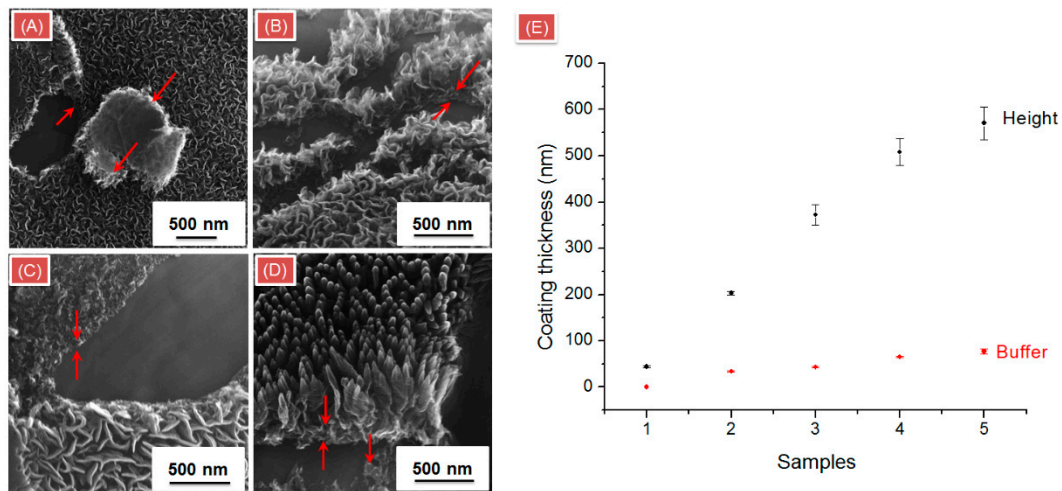 (A)
500 nm
(B)
500 nm
(C)
500 nm
(D)
500 nm
(E)
Coating thickness (nm)
700
600
500
400
300
200
100
0
Height
Buffer
1 2 3 4 5
Samples